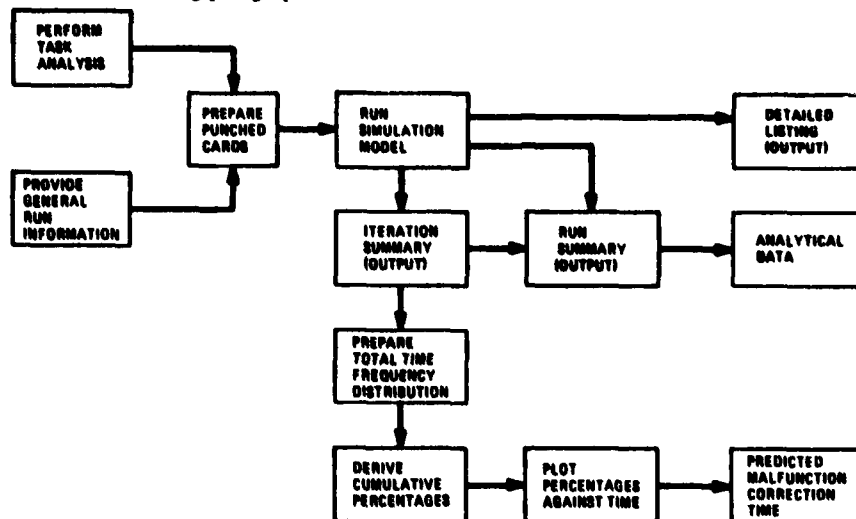 PERFORM
TASK
ANALYSIS
PREPARE
PUNCHED
CARDS
RUN
SIMULATION
MODEL
DETAILED
LISTING
(OUTPUT)
PROVIDE
GENERAL
RUN
INFORMATION
ITERATION
SUMMARY
(OUTPUT)
RUN
SUMMARY
(OUTPUT)
ANALYTICAL
DATA
PREPARE
TOTAL TIME
FREQUENCY
DISTRIBUTION
DERIVE
CUMULATIVE
PERCENTAGES
PLOT
PERCENTAGES
AGAINST TIME
PREDICTED
MALFUNCTION
CORRECTION
TIME